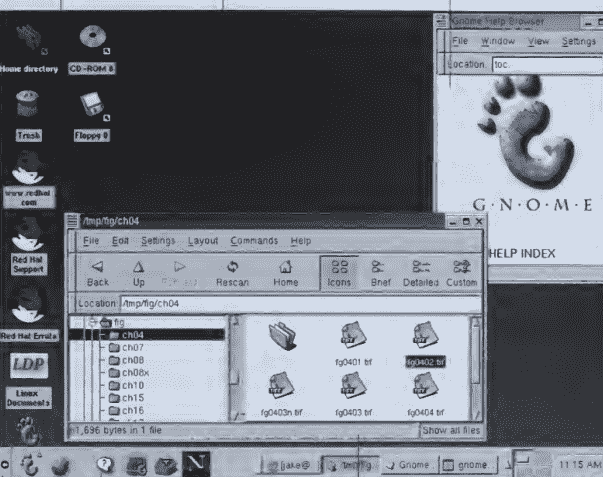 Gnome Help Browser
File Window View Settings
Location: toc:
G·N·O·M·E
HELP INDEX
Home directory
CD-ROM 0
Trash
Floppy 0
www.redhat
.com
Red Hat
Support
Red Hat Errata
LDP
Linux
Documents
/tmp/fig/ch04
File Edit Settings Layout Commands Help
Back Up Rescan Home Icons Brief Detailed Custom
Location: /tmp/fig/ch04
fig
ch04
ch07
ch08
ch08x
ch10
ch15
ch16
fg0401.tif
fg0402.tif
fg0403n.tif
fg0403.tif
fg0404.tif
1,696 bytes in 1 file
Show all files
N
/tmp/fig
Gnome
gnome
11:15 AM